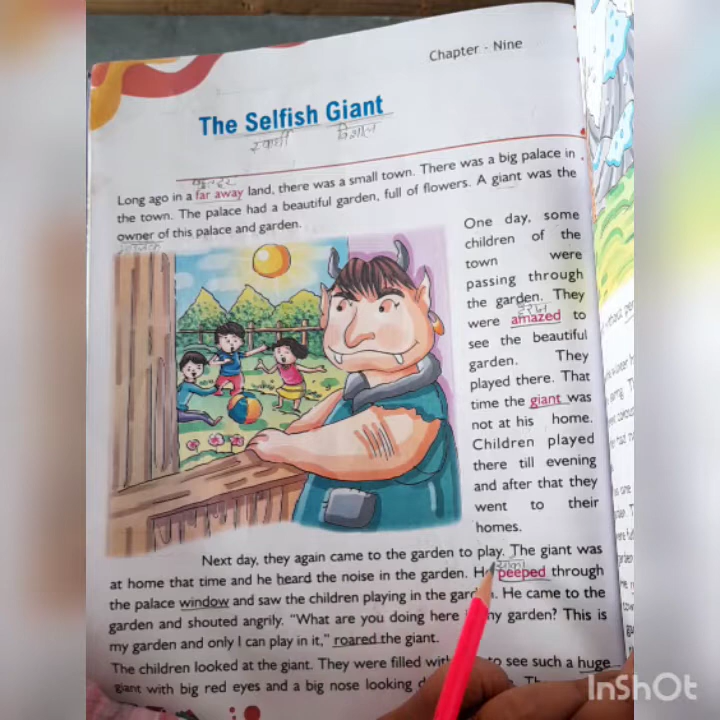 Chapter - Nine
The Selfish Giant
स्वार्थी विशाल
बहुत दूर
Long ago in a far away land, there was a small town. There was a big palace in
the town. The palace had a beautiful garden, full of flowers. A giant was the
owner of this palace and garden.
One day, some
children of the
town were
passing through
the garden. They
were amazed to
see the beautiful
garden. They
played there. That
time the giant was
not at his home.
Children played
there till evening
and after that they
went to their
homes.
Next day, they again came to the garden to play. The giant was
at home that time and he heard the noise in the garden. He peeped through
the palace window and saw the children playing in the garden. He came to the
garden and shouted angrily. "What are you doing here my garden? This is
my garden and only I can play in it," roared the giant.
The children looked at the giant. They were filled to see such a huge
giant with big red eyes and a big nose looking
InShOt